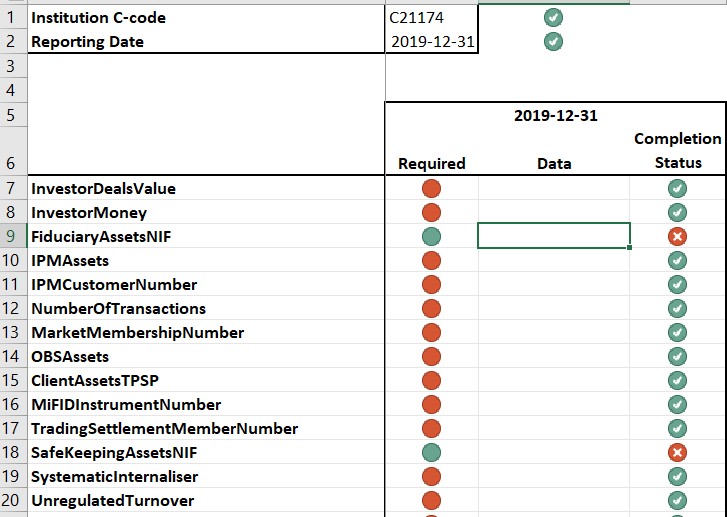 1 Institution C-code C21174
2 Reporting Date 2019-12-31
3
4
5 2019-12-31
Completion
6 Required Data Status
7 InvestorDealsValue
8 InvestorMoney
9 FiduciaryAssetsNIF
10 IPMAssets
11 IPMCustomerNumber
12 NumberOfTransactions
13 MarketMembershipNumber
14 OBSAssets
15 ClientAssetsTPSP
16 MiFIDInstrumentNumber
17 TradingSettlementMemberNumber
18 SafeKeepingAssetsNIF
19 SystematicInternaliser
20 UnregulatedTurnover